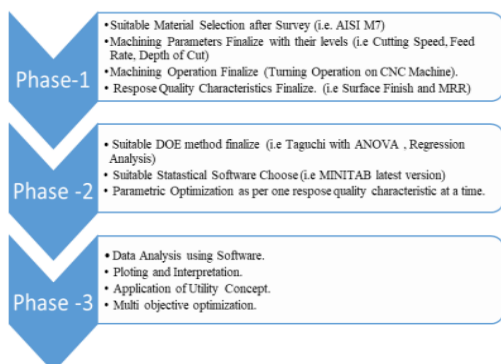 Phase-1
•Suitable Material Selection after Survey (i.e. AISI M7)
•Machining Parameters Finalize with their levels (i.e Cutting Speed, Feed
Rate, Depth of Cut)
•Machining Operation Finalize (Turning Operation on CNC Machine).
•Respose Quality Characteristics Finalize. (i.e Surface Finish and MRR)
Phase -2
•Suitable DOE method finalize (i.e Taguchi with ANOVA , Regression
Analysis)
•Suitable Statastical Software Choose (i.e MINITAB latest version)
•Parametric Optimization as per one respose quality characteristic at a time.
Phase -3
•Data Analysis using Software.
•Ploting and Interpretation.
•Application of Utility Concept.
•Multi objective optimization.